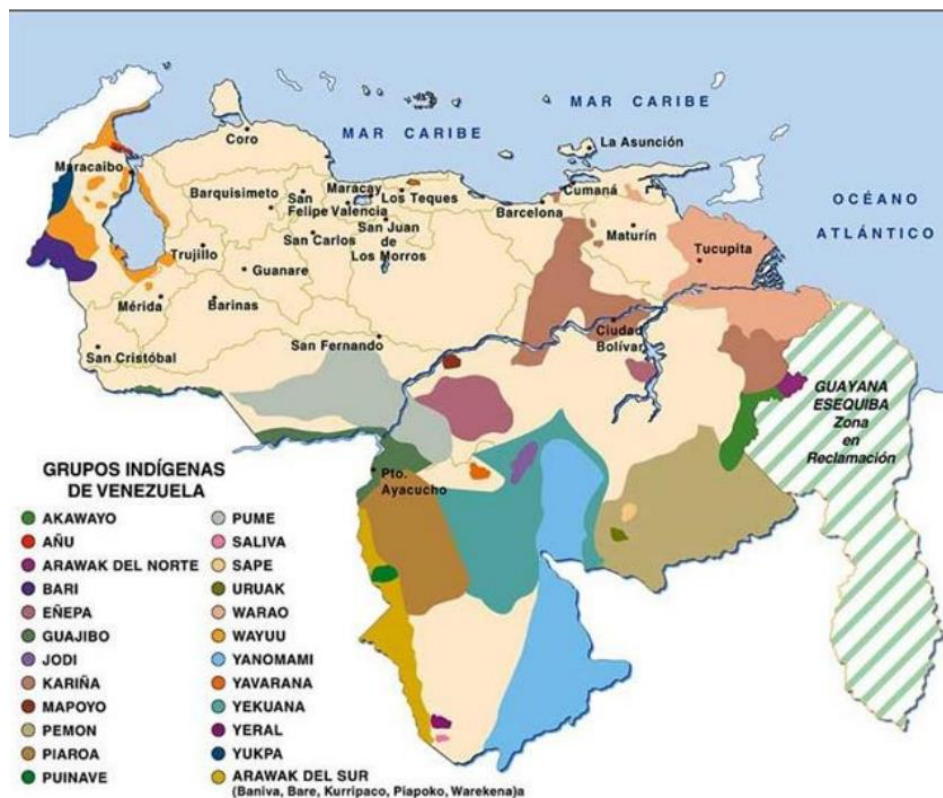 MAR CARIBE
MAR CARIBE
Coro
La Asunción
Maracaibo
Barquisimeto
San
Felipe
Maracay
Valencia
Los Teques
Cumaná
Barcelona
OCÉANO
ATLÁNTICO
San Carlos
San Juan
de
Los Morros
Maturín
Tucupita
Trujillo
Guanare
Mérida
Barinas
San Cristóbal
San Fernando
Ciudad
Bolívar
GUAYANA
ESEQUIBA
Zona
en
Reclamación
Pto.
Ayacucho
GRUPOS INDÍGENAS
DE VENEZUELA
AKAWAYO
AÑU
ARAWAK DEL NORTE
BARI
EÑEPA
GUAJIBO
JODI
KARIÑA
MAPOYO
PEMON
PIAROA
PUINAVE
PUME
SALIVA
SAPE
URUAK
WARAO
WAYUU
YANOMAMI
YAVARANA
YEKUANA
YERAL
YUKPA
ARAWAK DEL SUR
(Baniva, Bare, Kurripaco, Piapoko, Warekena)a